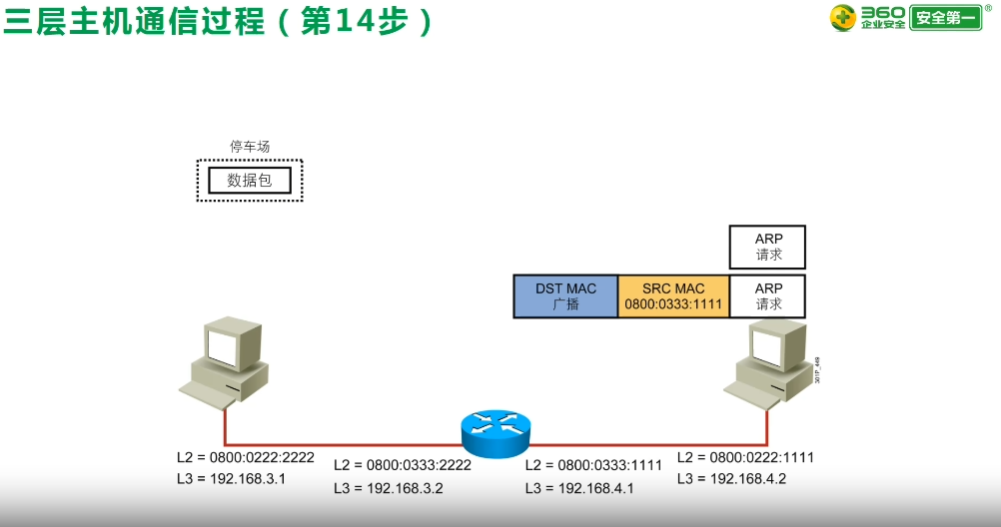 三层主机通信过程（第14步）
360
企业安全
安全第一
®
停车场
数据包
ARP
请求
DST MAC
广播
SRC MAC
0800:0333:1111
ARP
请求
301P_449
L2 = 0800:0222:2222
L3 = 192.168.3.1
L2 = 0800:0333:2222
L3 = 192.168.3.2
L2 = 0800:0333:1111
L3 = 192.168.4.1
L2 = 0800:0222:1111
L3 = 192.168.4.2